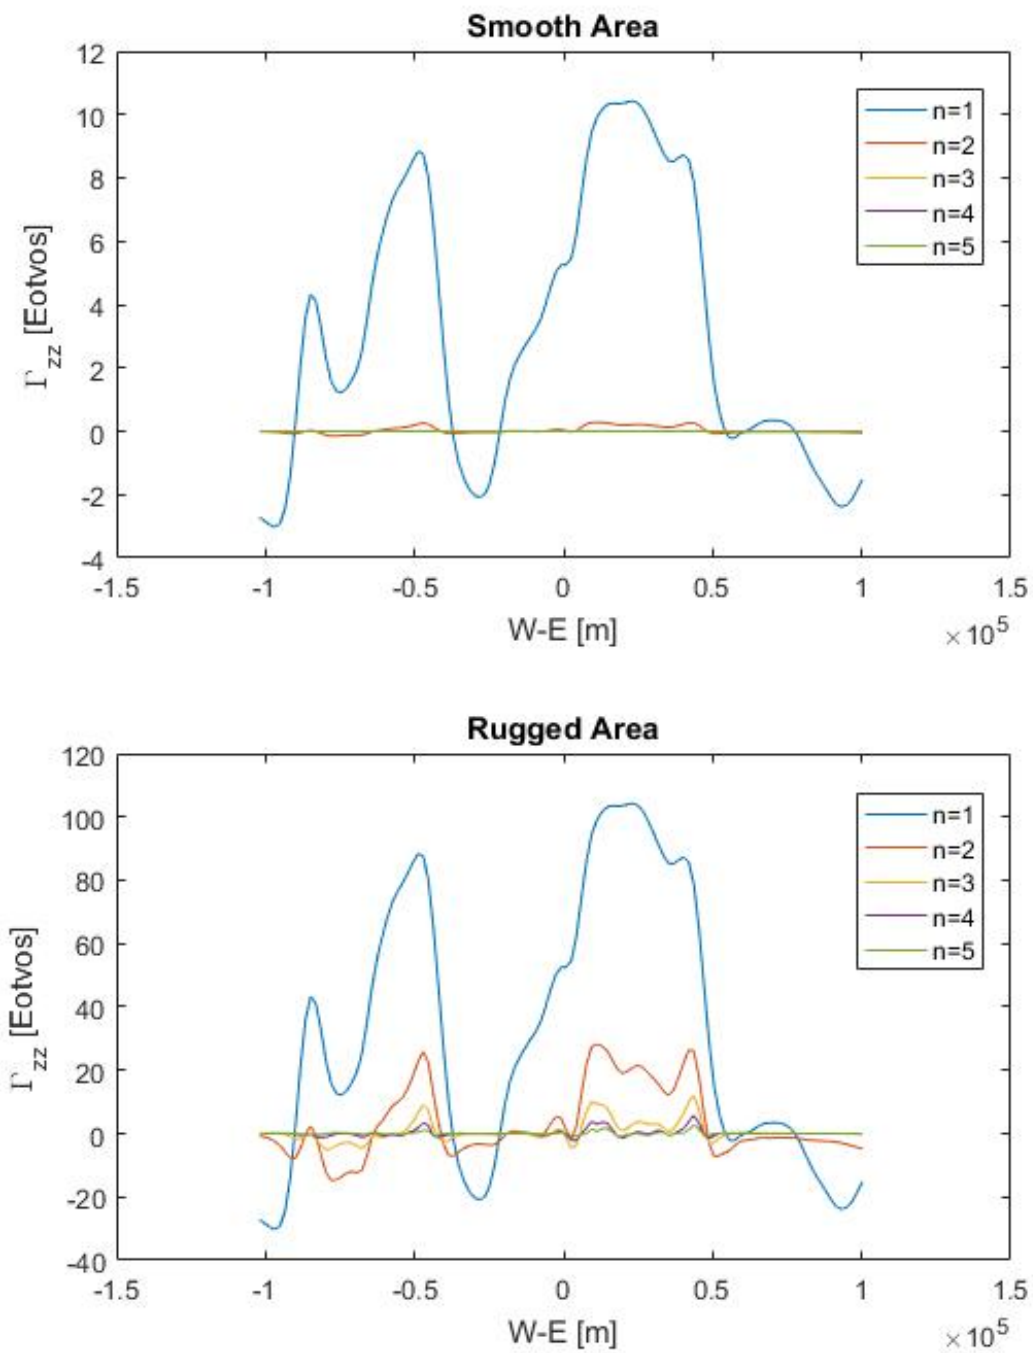 Smooth Area
12
10
8
6
4
2
0
-2
-4
Γzz [Eotvos]
n=1
n=2
n=3
n=4
n=5
-1.5 -1 -0.5 0 0.5 1 1.5
W-E [m]
×10^5
Rugged Area
120
100
80
60
40
20
0
-20
-40
Γzz [Eotvos]
n=1
n=2
n=3
n=4
n=5
-1.5 -1 -0.5 0 0.5 1 1.5
W-E [m]
×10^5